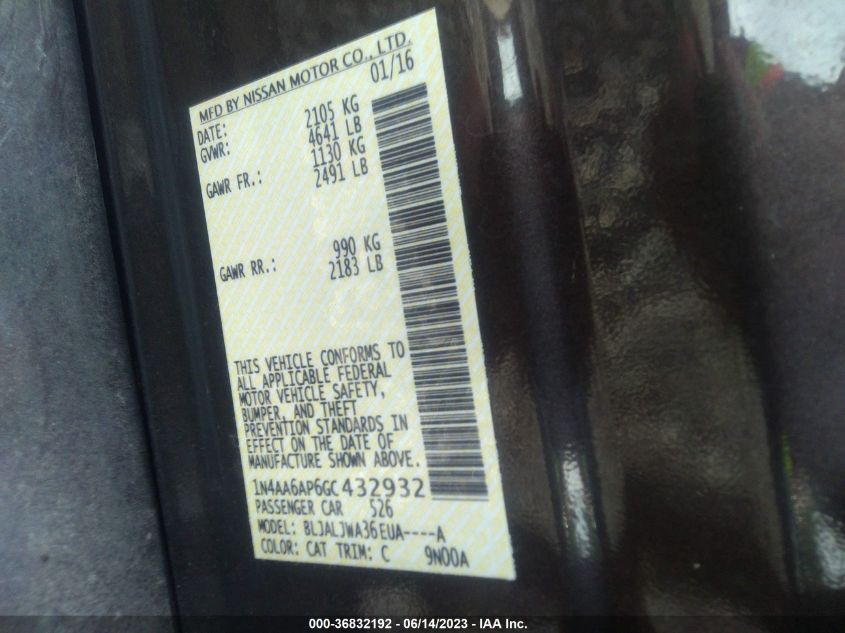 MFD BY NISSAN MOTOR CO., LTD.
DATE: 01/16
GVWR: 2105 KG
4641 LB
GAWR FR.: 1130 KG
2491 LB
GAWR RR.: 990 KG
2183 LB
THIS VEHICLE CONFORMS TO
ALL APPLICABLE FEDERAL
MOTOR VEHICLE SAFETY,
BUMPER, AND THEFT
PREVENTION STANDARDS IN
EFFECT ON THE DATE OF
MANUFACTURE SHOWN ABOVE.
1N4AA6AP6GC432932
PASSENGER CAR 526
MODEL: BLJALJWA36EUA----A
COLOR: CAT TRIM: C 9N00A
000-36832192 - 06/14/2023 - IAA Inc.